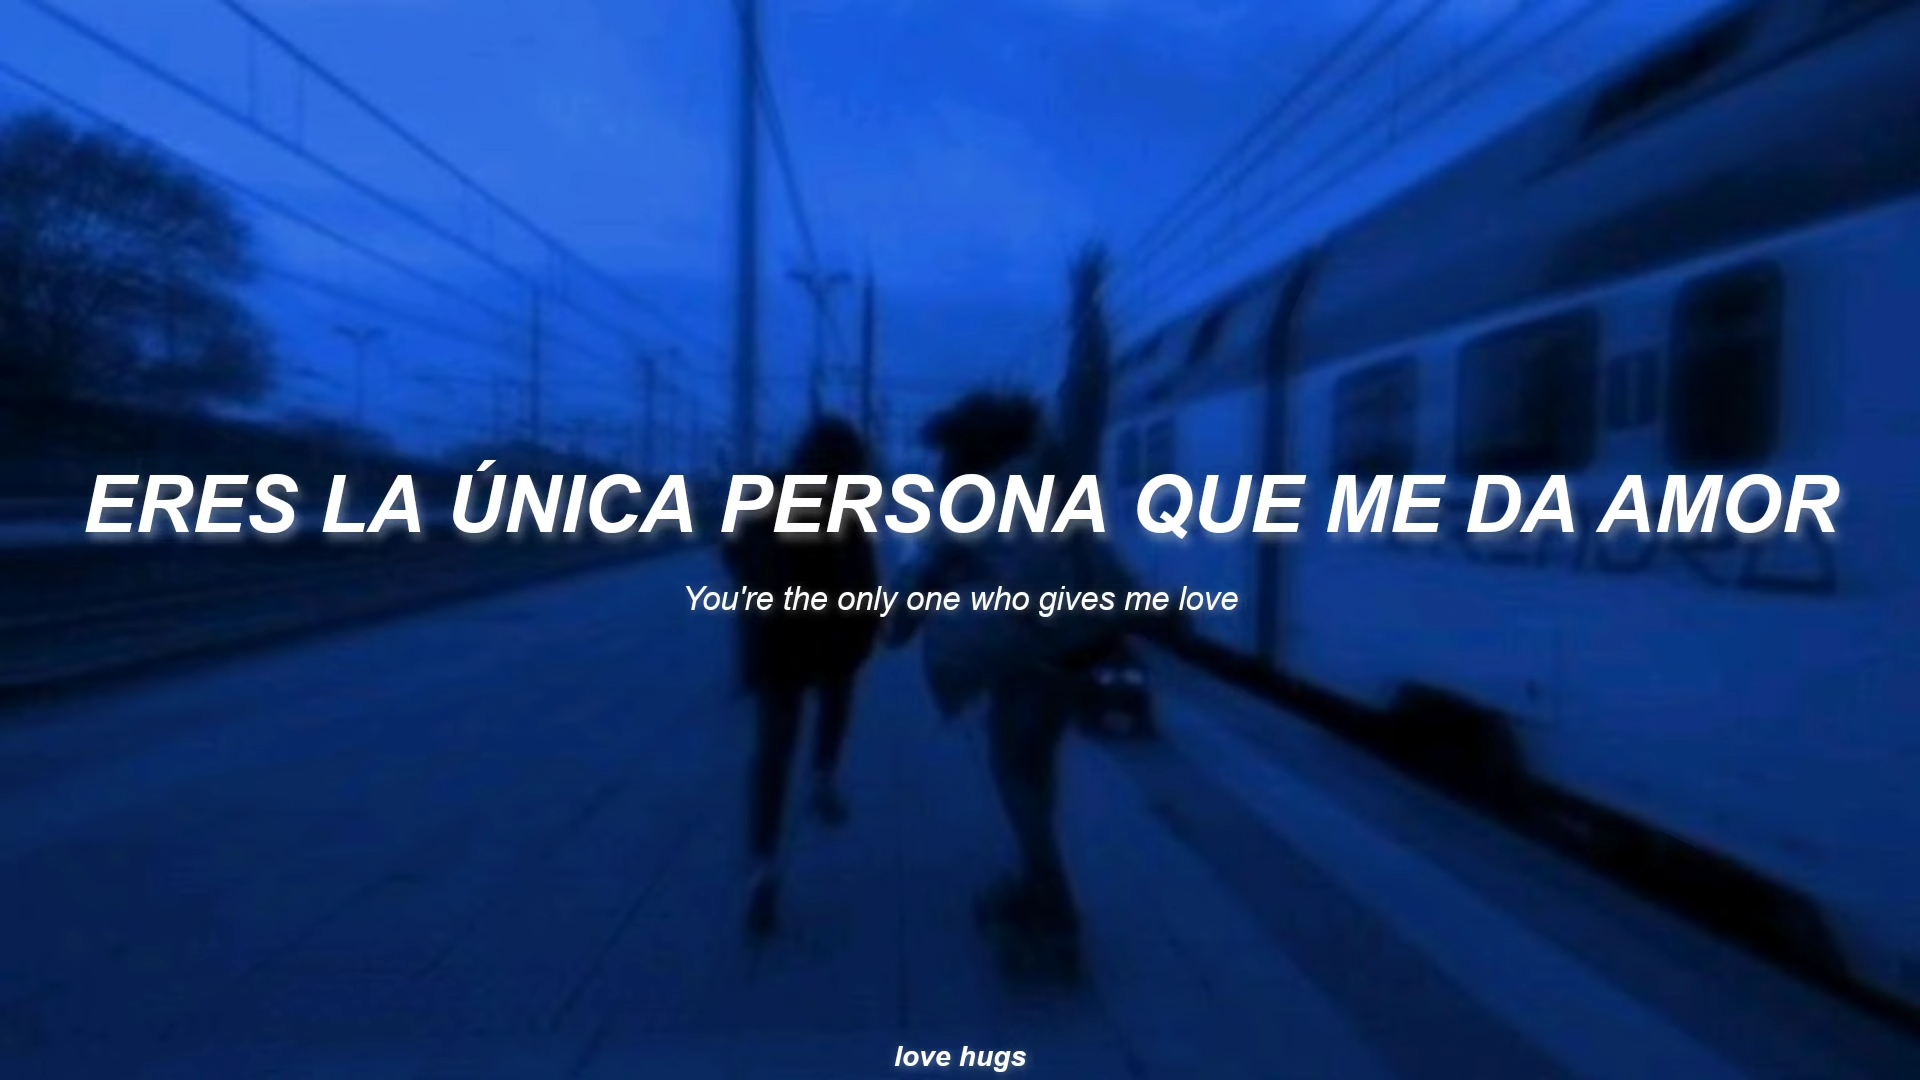 ERES LA ÚNICA PERSONA QUE ME DA AMOR
You're the only one who gives me love
love hugs